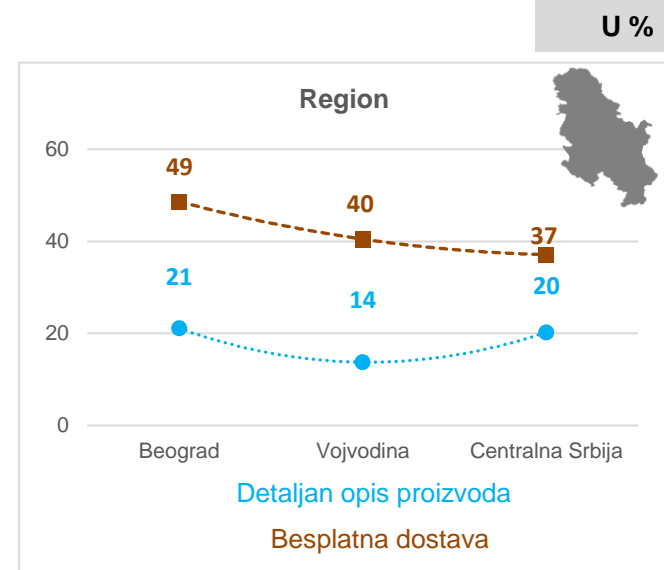 U %
Region
60
49
40
37
40
21
14
20
20
0
Beograd Vojvodina Centralna Srbija
Detaljan opis proizvoda
Besplatna dostava